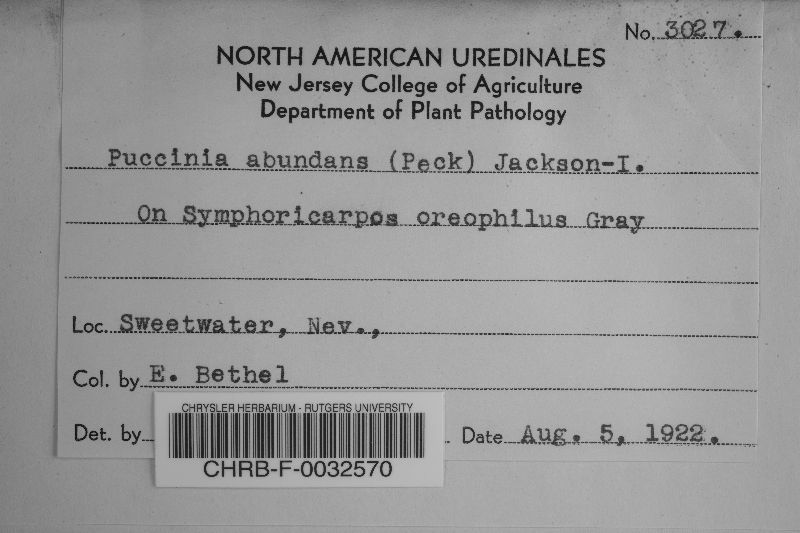 No. 3027.
NORTH AMERICAN UREDINALES
New Jersey College of Agriculture
Department of Plant Pathology
Puccinia abundans (Peck) Jackson-I.
On Symphoricarpos oreophilus Gray
Loc. Sweetwater, Nev.,
Col. by E. Bethel
Det. by Date Aug. 5, 1922.
CHRYSLER HERBARIUM - RUTGERS UNIVERSITY
CHRB-F-0032570